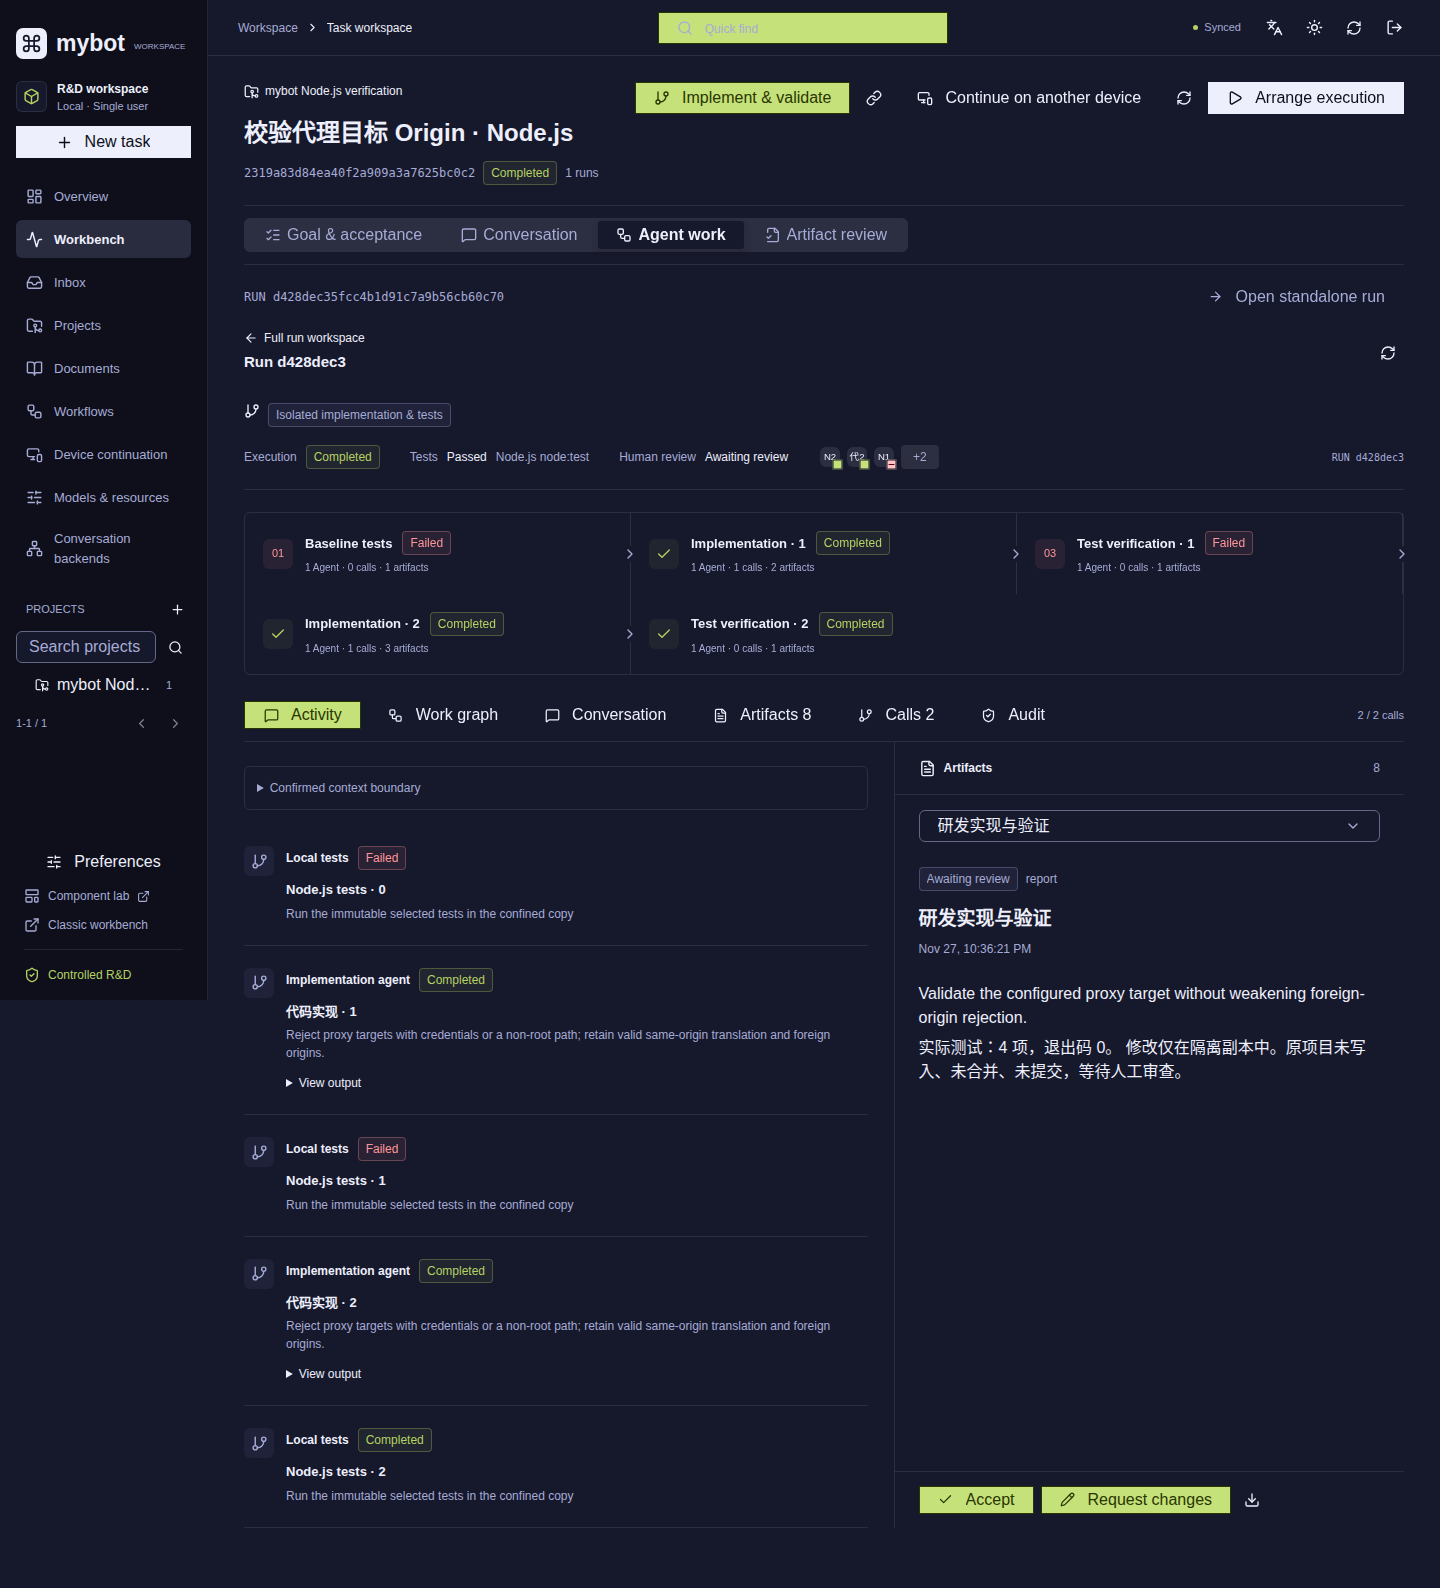 mybot WORKSPACE
R&D workspace
Local · Single user
New task
Overview
Workbench
Inbox
Projects
Documents
Workflows
Device continuation
Models & resources
Conversation
backends
PROJECTS
Search projects
mybot Nod… 1
1-1 / 1
Preferences
Component lab
Classic workbench
Controlled R&D
Workspace Task workspace
Quick find
Synced
mybot Node.js verification
Implement & validate
Continue on another device
Arrange execution
校验代理目标 Origin · Node.js
2319a83d84ea40f2a909a3a7625bc0c2 Completed 1 runs
Goal & acceptance Conversation Agent work Artifact review
RUN d428dec35fcc4b1d91c7a9b56cb60c70
Open standalone run
Full run workspace
Run d428dec3
Isolated implementation & tests
Execution Completed Tests Passed Node.js node:test Human review Awaiting review N2 代2 N1 +2 RUN d428dec3
01 Baseline tests Failed
1 Agent · 0 calls · 1 artifacts
Implementation · 1 Completed
1 Agent · 1 calls · 2 artifacts
03 Test verification · 1 Failed
1 Agent · 0 calls · 1 artifacts
Implementation · 2 Completed
1 Agent · 1 calls · 3 artifacts
Test verification · 2 Completed
1 Agent · 0 calls · 1 artifacts
Activity Work graph Conversation Artifacts 8 Calls 2 Audit 2 / 2 calls
Confirmed context boundary
Local tests Failed
Node.js tests · 0
Run the immutable selected tests in the confined copy
Implementation agent Completed
代码实现 · 1
Reject proxy targets with credentials or a non-root path; retain valid same-origin translation and foreign
origins.
View output
Local tests Failed
Node.js tests · 1
Run the immutable selected tests in the confined copy
Implementation agent Completed
代码实现 · 2
Reject proxy targets with credentials or a non-root path; retain valid same-origin translation and foreign
origins.
View output
Local tests Completed
Node.js tests · 2
Run the immutable selected tests in the confined copy
Artifacts 8
研发实现与验证
Awaiting review report
研发实现与验证
Nov 27, 10:36:21 PM
Validate the configured proxy target without weakening foreign-
origin rejection.
实际测试：4 项，退出码 0。 修改仅在隔离副本中。原项目未写
入、未合并、未提交，等待人工审查。
Accept Request changes